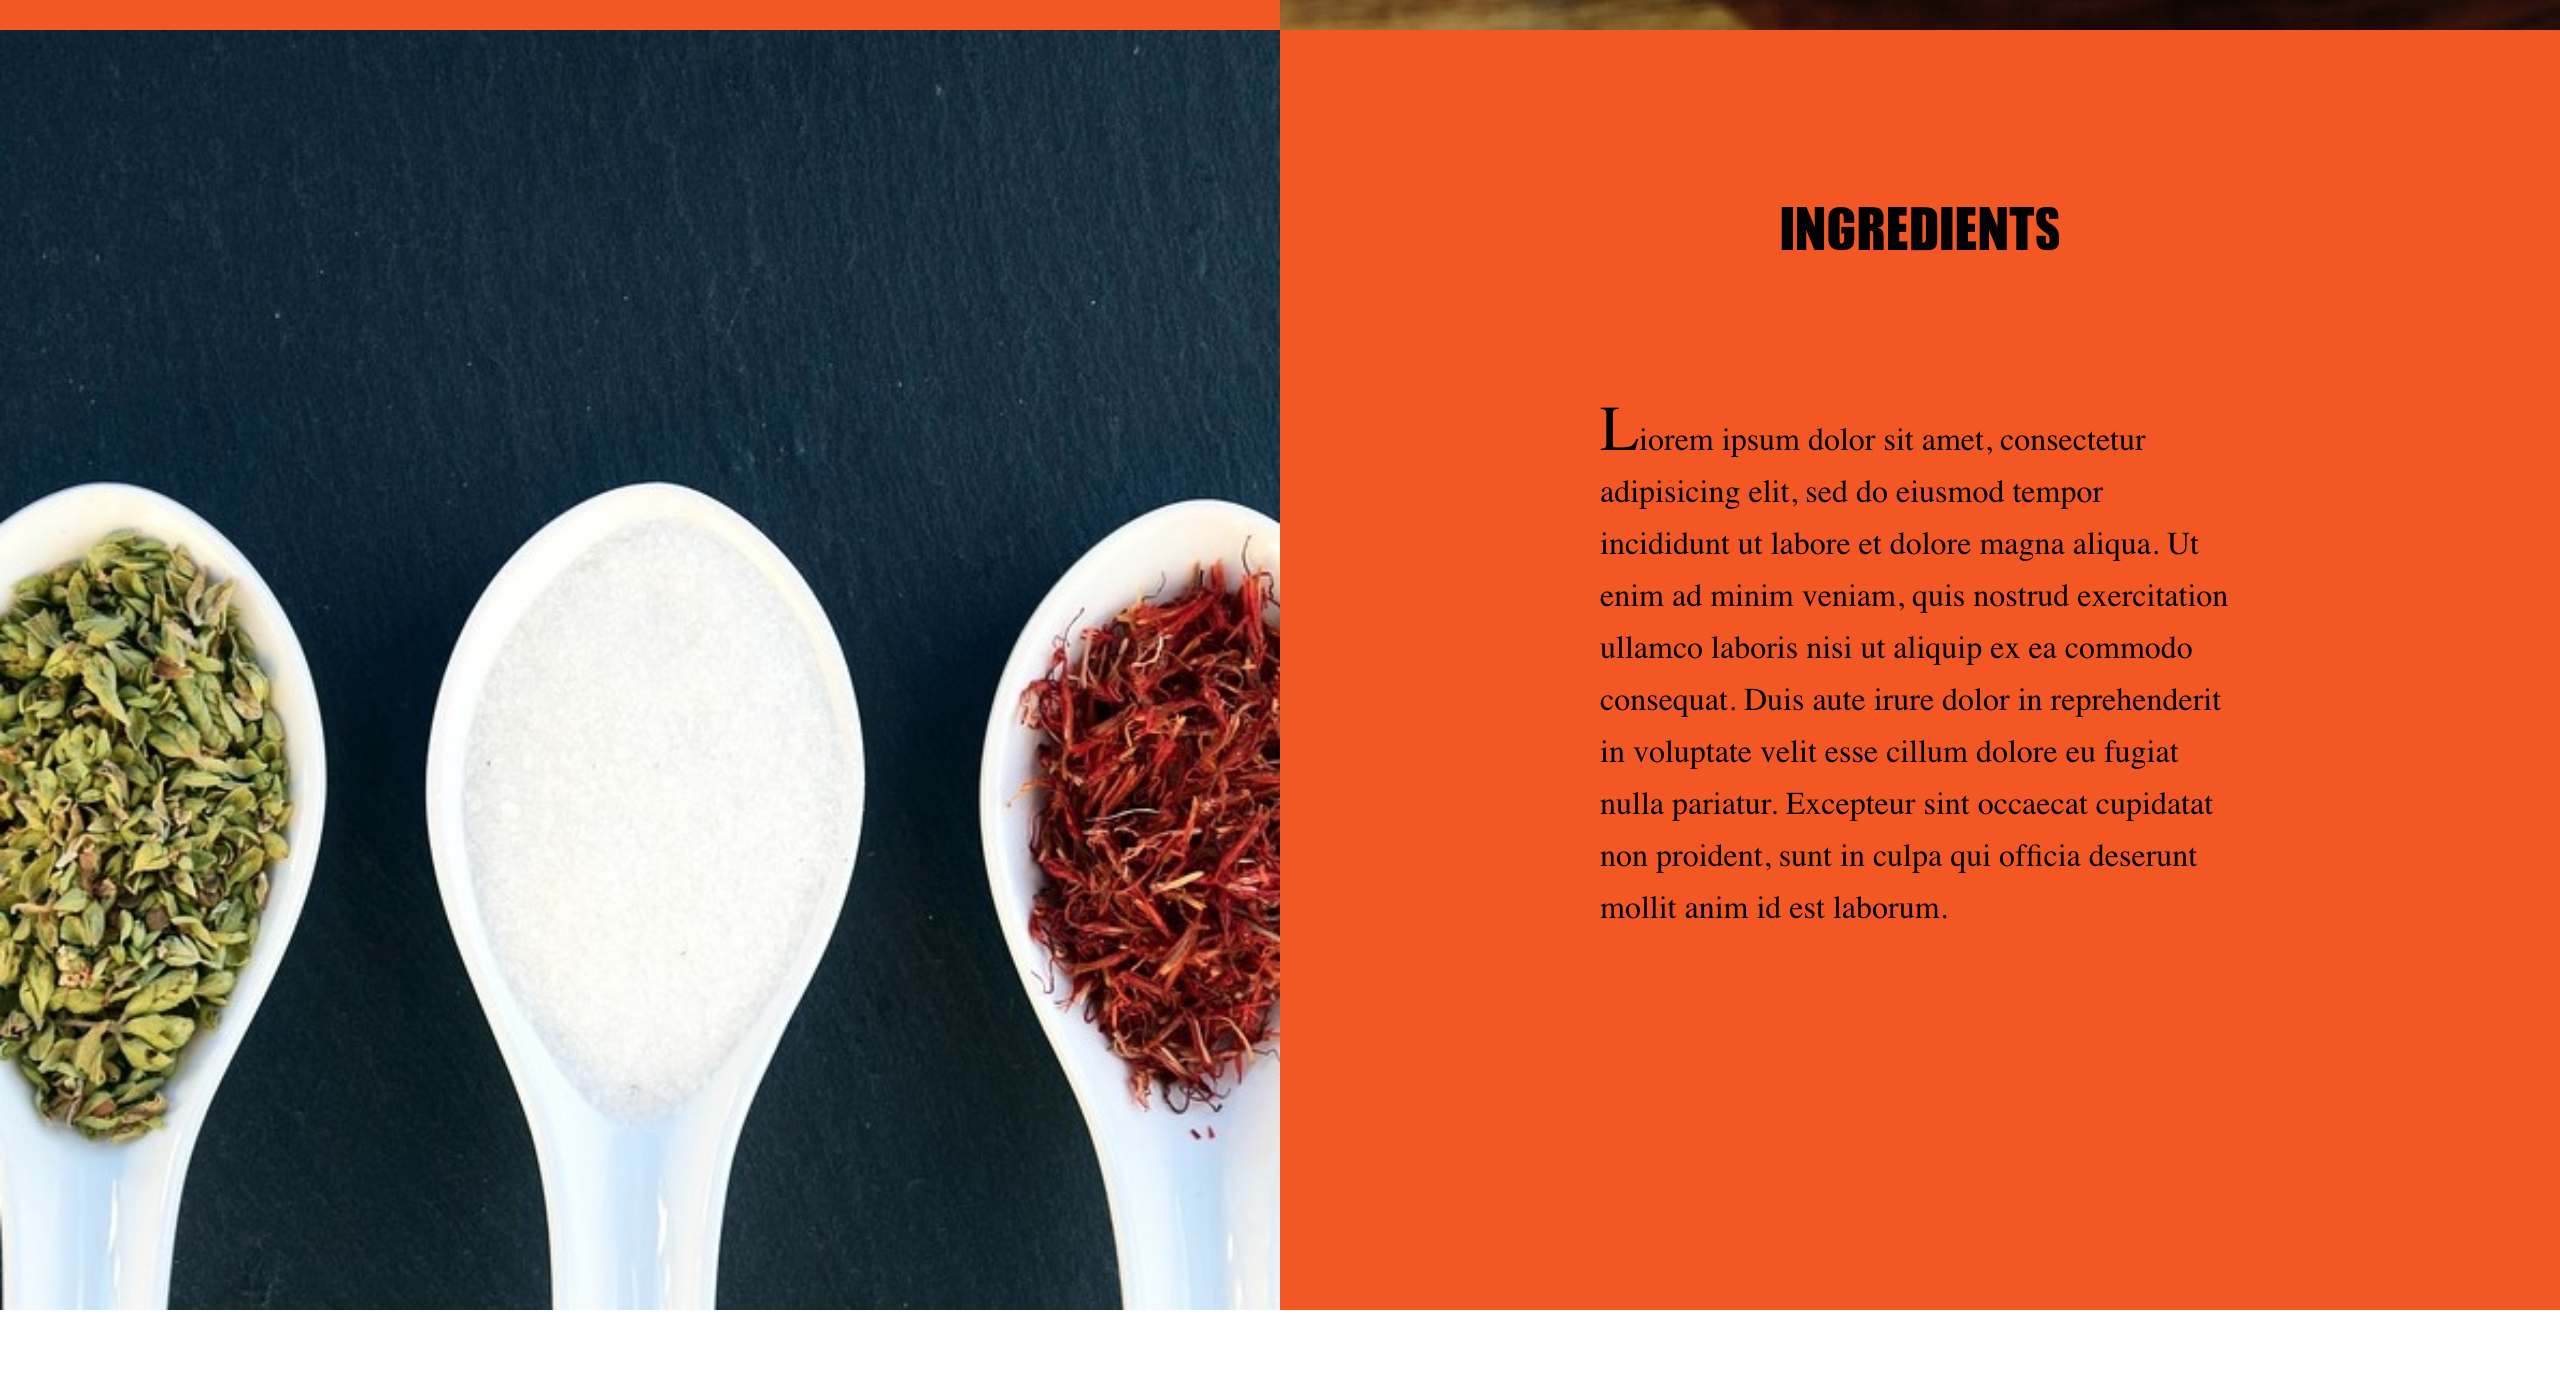 INGREDIENTS
Liorem ipsum dolor sit amet, consectetur
adipisicing elit, sed do eiusmod tempor
incididunt ut labore et dolore magna aliqua. Ut
enim ad minim veniam, quis nostrud exercitation
ullamco laboris nisi ut aliquip ex ea commodo
consequat. Duis aute irure dolor in reprehenderit
in voluptate velit esse cillum dolore eu fugiat
nulla pariatur. Excepteur sint occaecat cupidatat
non proident, sunt in culpa qui officia deserunt
mollit anim id est laborum.